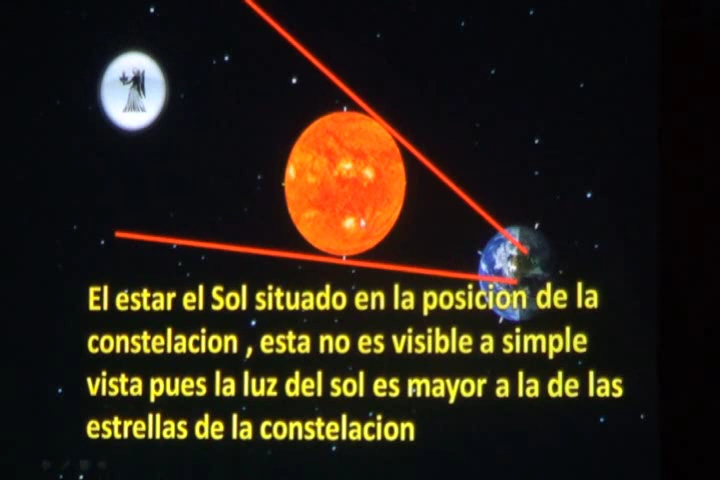 El estar el Sol situado en la posicion de la
constelacion , esta no es visible a simple
vista pues la luz del sol es mayor a la de las
estrellas de la constelacion